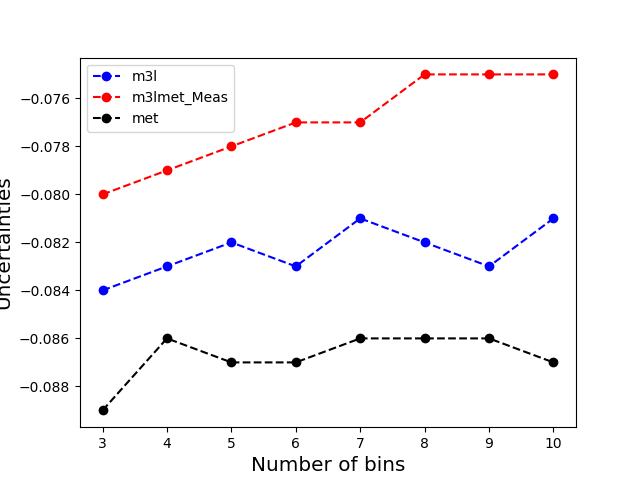 m3l
m3lmet_Meas
met
−0.076
−0.078
−0.080
−0.082
−0.084
−0.086
−0.088
Uncertainties
3 4 5 6 7 8 9 10
Number of bins